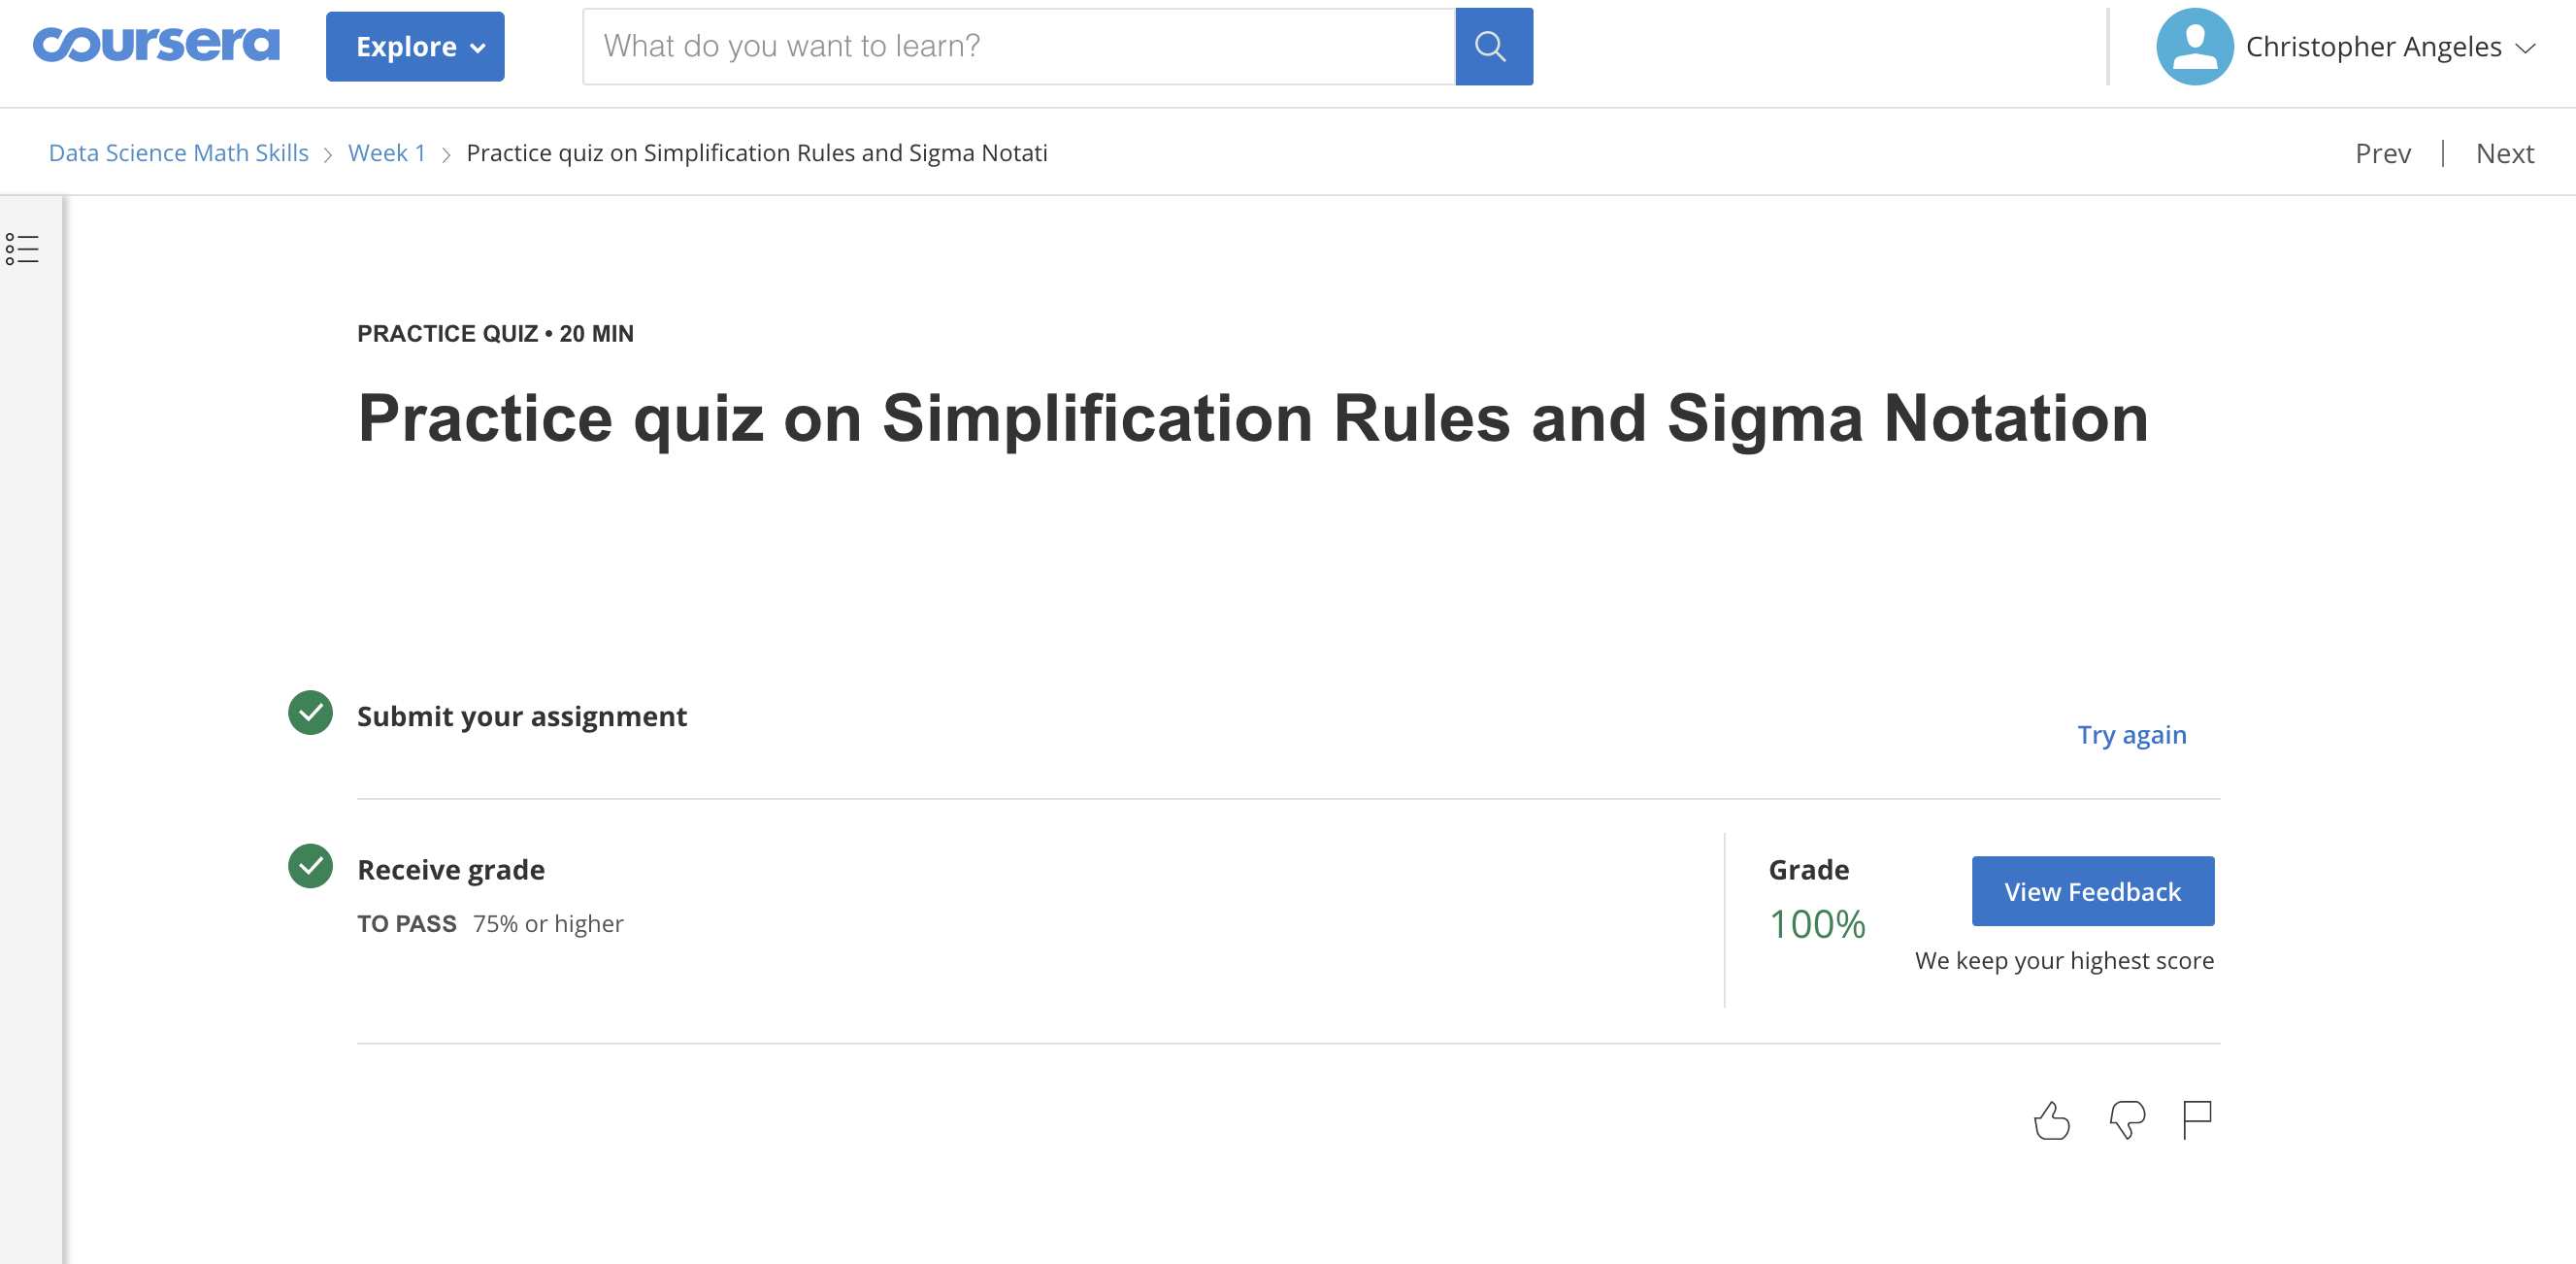 coursera
Explore
What do you want to learn?
Christopher Angeles
Data Science Math Skills > Week 1 > Practice quiz on Simplification Rules and Sigma Notati
Prev | Next
PRACTICE QUIZ • 20 MIN
Practice quiz on Simplification Rules and Sigma Notation
Submit your assignment
Try again
Receive grade
TO PASS 75% or higher
Grade
100%
View Feedback
We keep your highest score